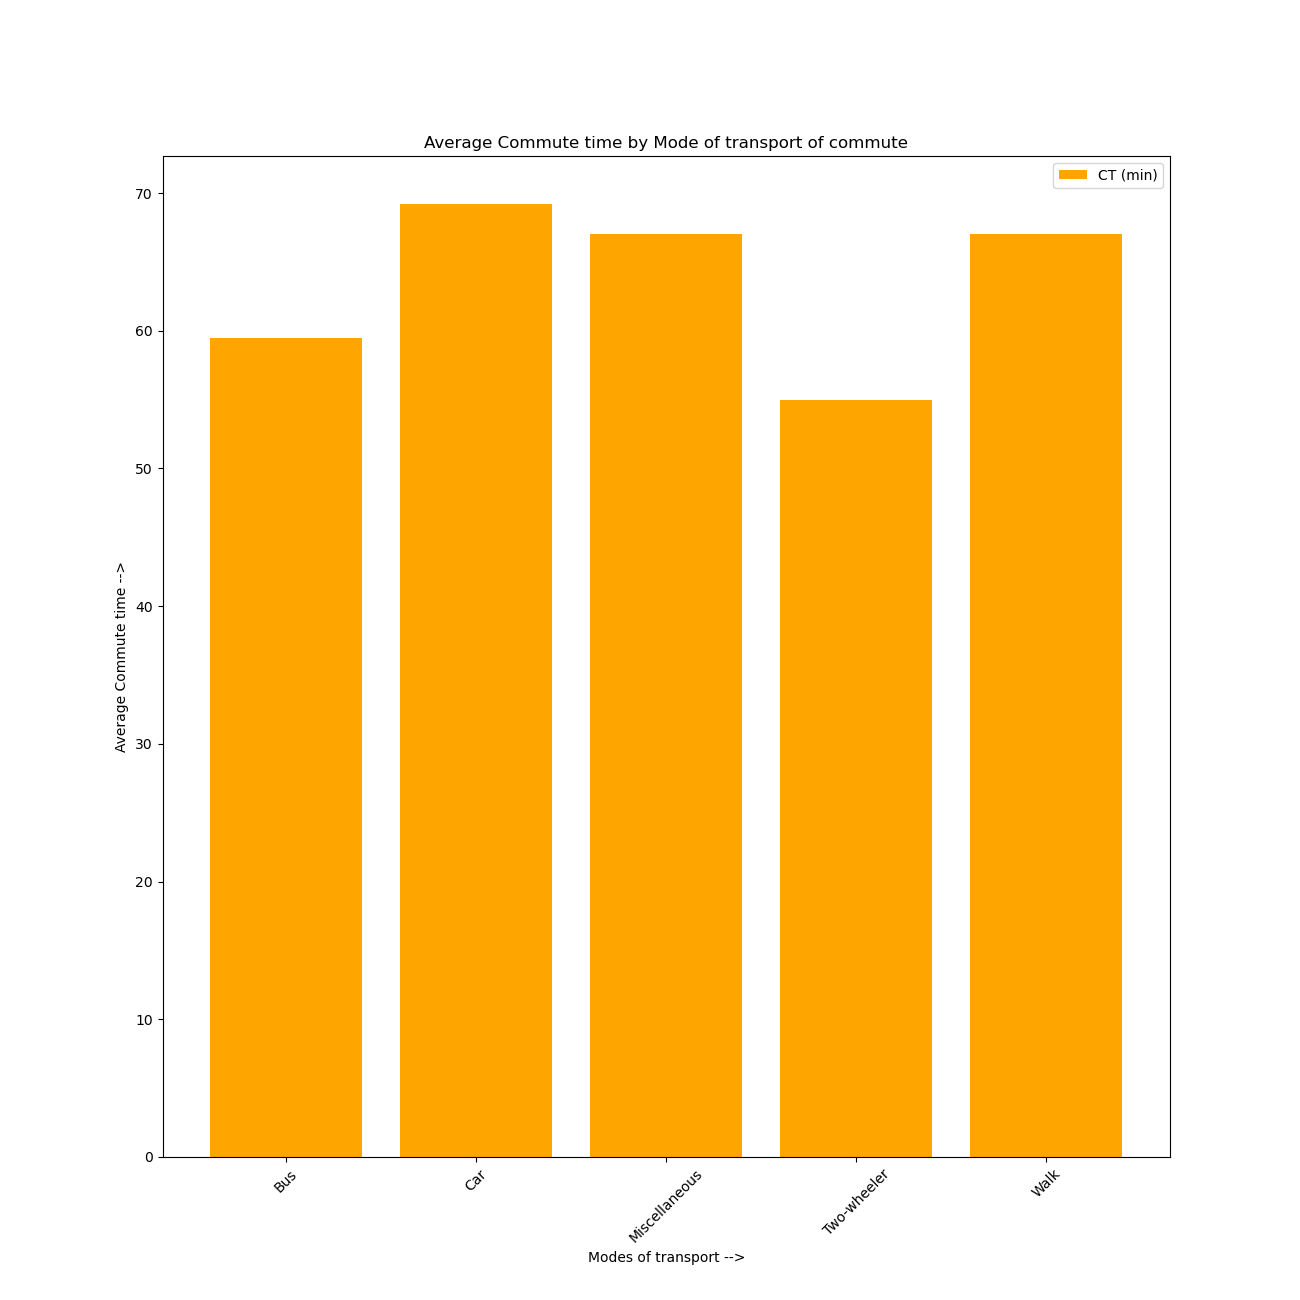 Average Commute time by Mode of transport of commute
CT (min)
70
60
50
40
30
20
10
0
Average Commute time -->
Bus
Car
Miscellaneous
Two-wheeler
Walk
Modes of transport -->